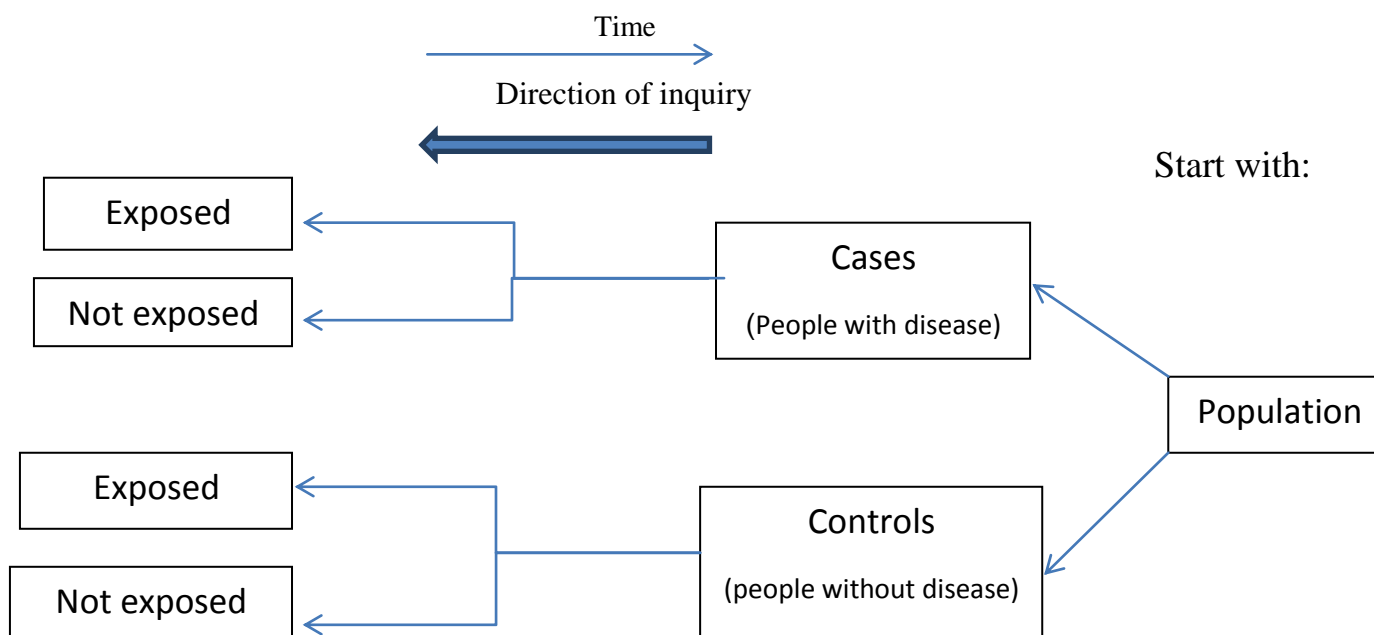 Time
Direction of inquiry
Start with:
Exposed
Not exposed
Cases
(People with disease)
Population
Exposed
Not exposed
Controls
(people without disease)